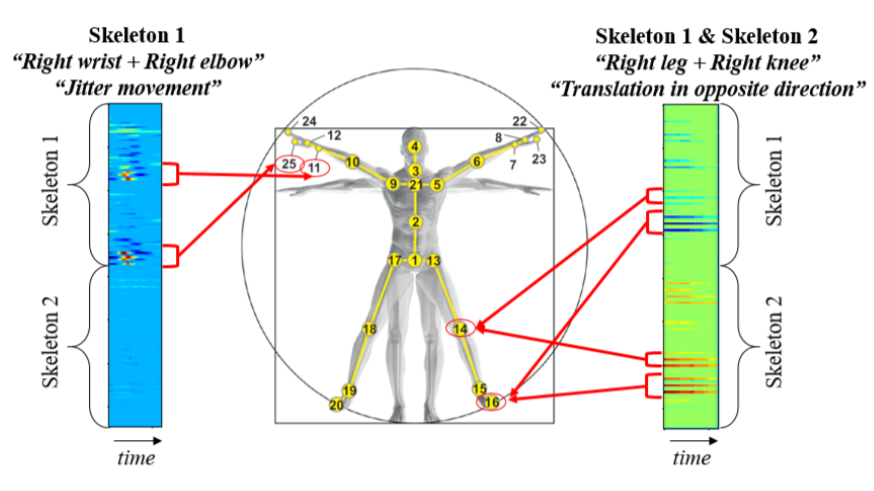 Skeleton 1
“Right wrist + Right elbow”
“Jitter movement”
Skeleton 1 & Skeleton 2
“Right leg + Right knee”
“Translation in opposite direction”
Skeleton 1
Skeleton 2
time
24
12
25
11
10
9
21
5
4
3
6
22
8
7
23
2
17
1
13
18
14
19
20
15
16
Skeleton 1
Skeleton 2
time